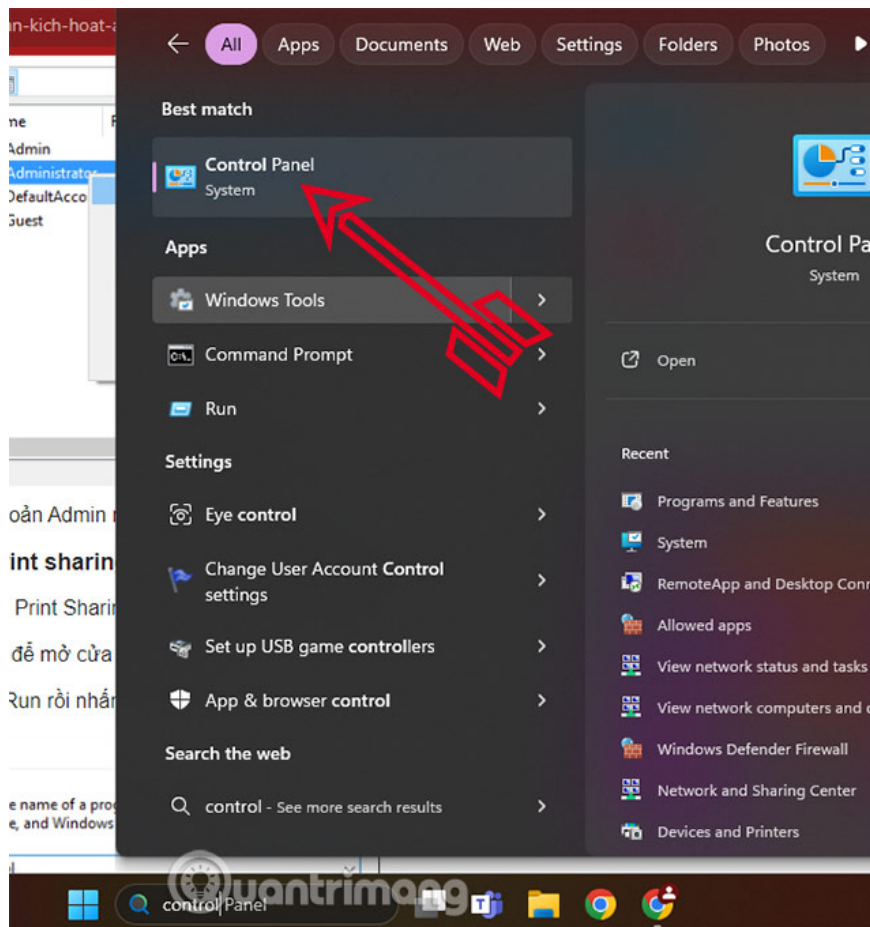 an-kich-hoat-a
All Apps Documents Web Settings Folders Photos
Best match
Control Panel
System
Apps
Windows Tools
Command Prompt
Run
Settings
Eye control
Change User Account Control
settings
Set up USB game controllers
App & browser control
Search the web
control - See more search results
Control Pa
System
Open
Recent
Programs and Features
System
RemoteApp and Desktop Conn
Allowed apps
View network status and tasks
View network computers and
Windows Defender Firewall
Network and Sharing Center
Devices and Printers
me
Admin
Administrator
DefaultAcco
Guest
oản Admin
int sharin
Print Sharin
để mở cửa
Run rồi nhấn
e name of a prog
e, and Windows
control Panel
Quantrimang